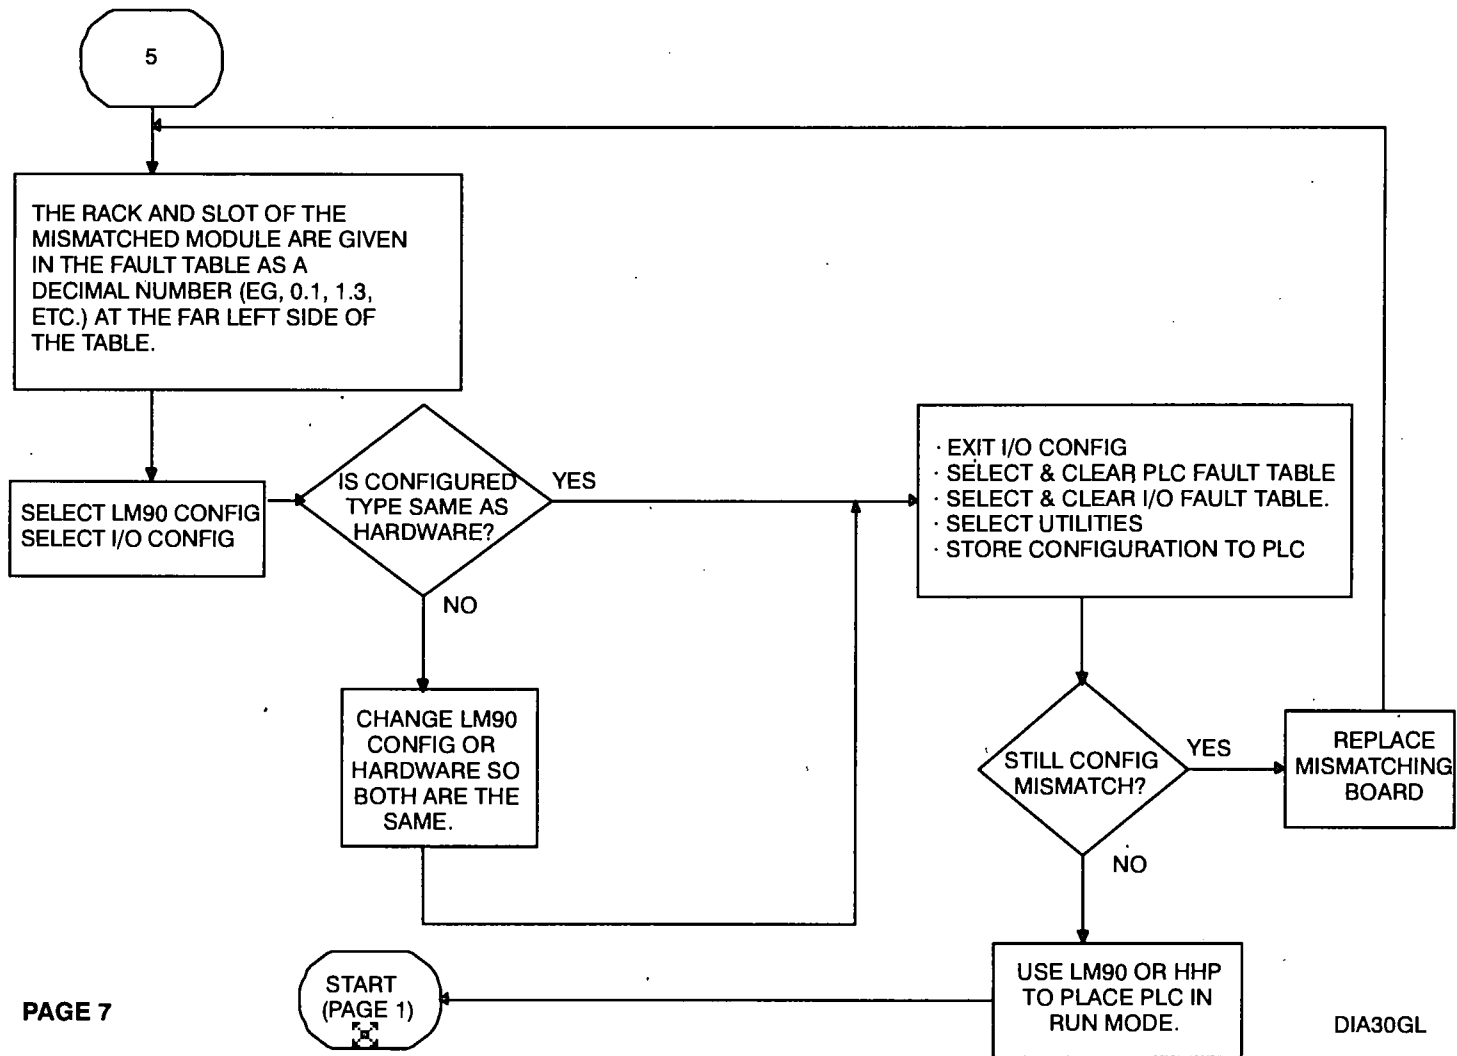 5
THE RACK AND SLOT OF THE
MISMATCHED MODULE ARE GIVEN
IN THE FAULT TABLE AS A
DECIMAL NUMBER (EG, 0.1, 1.3,
ETC.) AT THE FAR LEFT SIDE OF
THE TABLE.
SELECT LM90 CONFIG
SELECT I/O CONFIG
IS CONFIGURED
TYPE SAME AS
HARDWARE?
YES
NO
CHANGE LM90
CONFIG OR
HARDWARE SO
BOTH ARE THE
SAME.
· EXIT I/O CONFIG
· SELECT & CLEAR PLC FAULT TABLE
· SELECT & CLEAR I/O FAULT TABLE.
· SELECT UTILITIES
· STORE CONFIGURATION TO PLC
STILL CONFIG
MISMATCH?
YES
REPLACE
MISMATCHING
BOARD
NO
USE LM90 OR HHP
TO PLACE PLC IN
RUN MODE.
START
(PAGE 1)
PAGE 7
DIA30GL